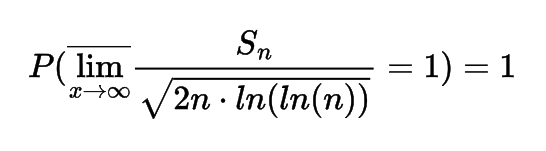 $P(\overline{\lim_{x \to \infty}} \frac{S_n}{\sqrt{2n \cdot ln(ln(n))}} = 1) = 1$